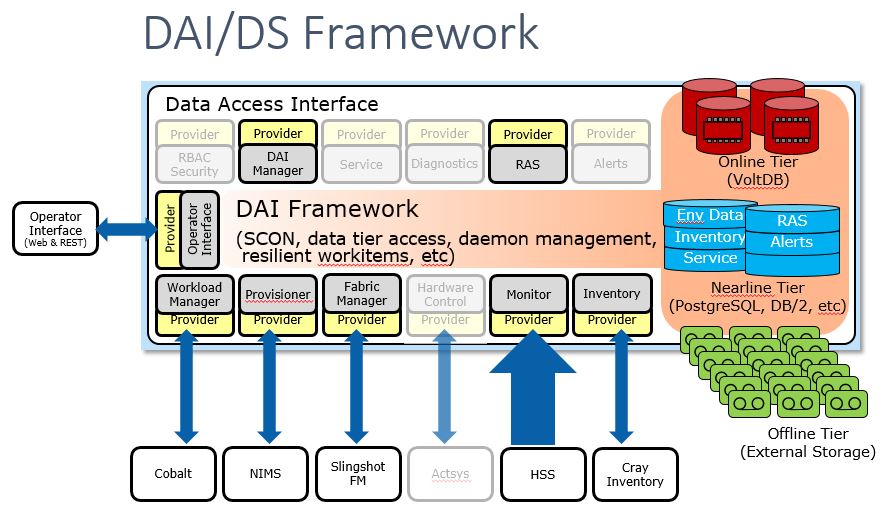 DAI/DS Framework
Data Access Interface
Provider
RBAC
Security
Provider
DAI
Manager
Provider
Service
Provider
Diagnostics
Provider
RAS
Provider
Alerts
Online Tier
(VoltDB)
Operator
Interface
(Web & REST)
Provider
Operator
Interface
DAI Framework
(SCON, data tier access, daemon management,
resilient workitems, etc)
Env Data
Inventory
Service
RAS
Alerts
Nearline Tier
(PostgreSQL, DB/2, etc)
Workload
Manager
Provider
Provisioner
Provider
Fabric
Manager
Provider
Hardware
Control
Provider
Monitor
Provider
Inventory
Provider
Offline Tier
(External Storage)
Cobalt
NIMS
Slingshot
FM
Actsys
HSS
Cray
Inventory